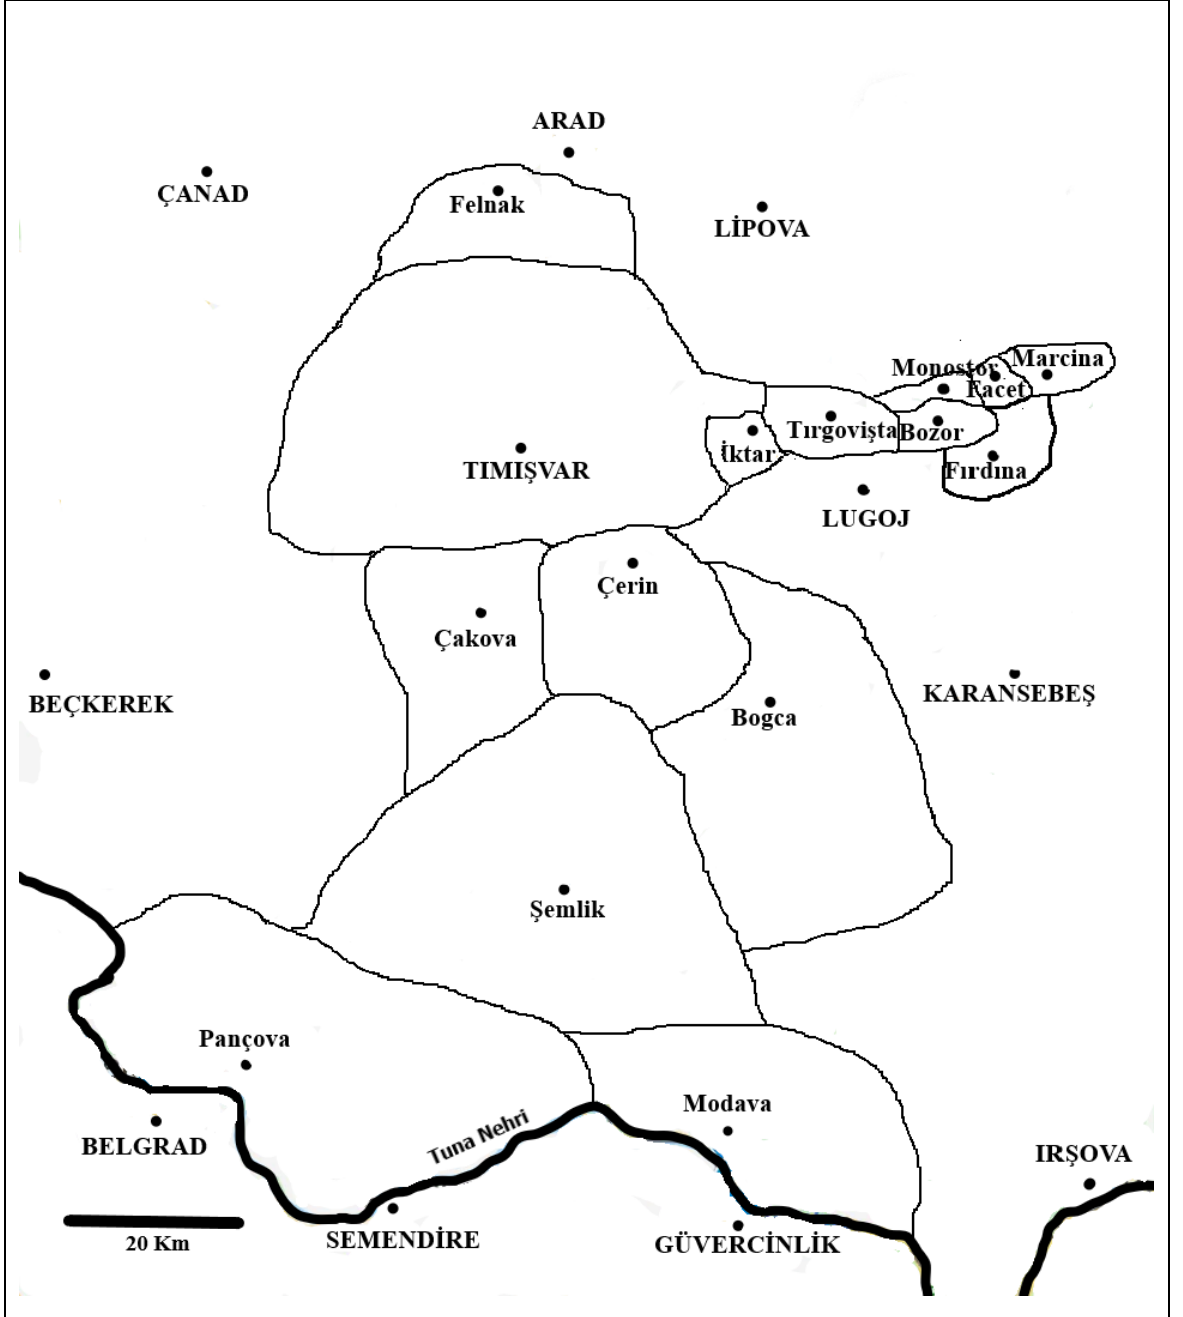 ARAD
ÇANAD
Felnak
LİPOVA
Monostor
Marcina
Facet
Tırgovişta
Bozor
İktar
Fırdına
TIMIŞVAR
LUGOJ
Çerin
Çakova
BEÇKEREK
KARANSEBEŞ
Bogca
Şemlik
Pançova
Modava
Tuna Nehri
BELGRAD
IRŞOVA
SEMENDİRE
GÜVERCİNLİK
20 Km